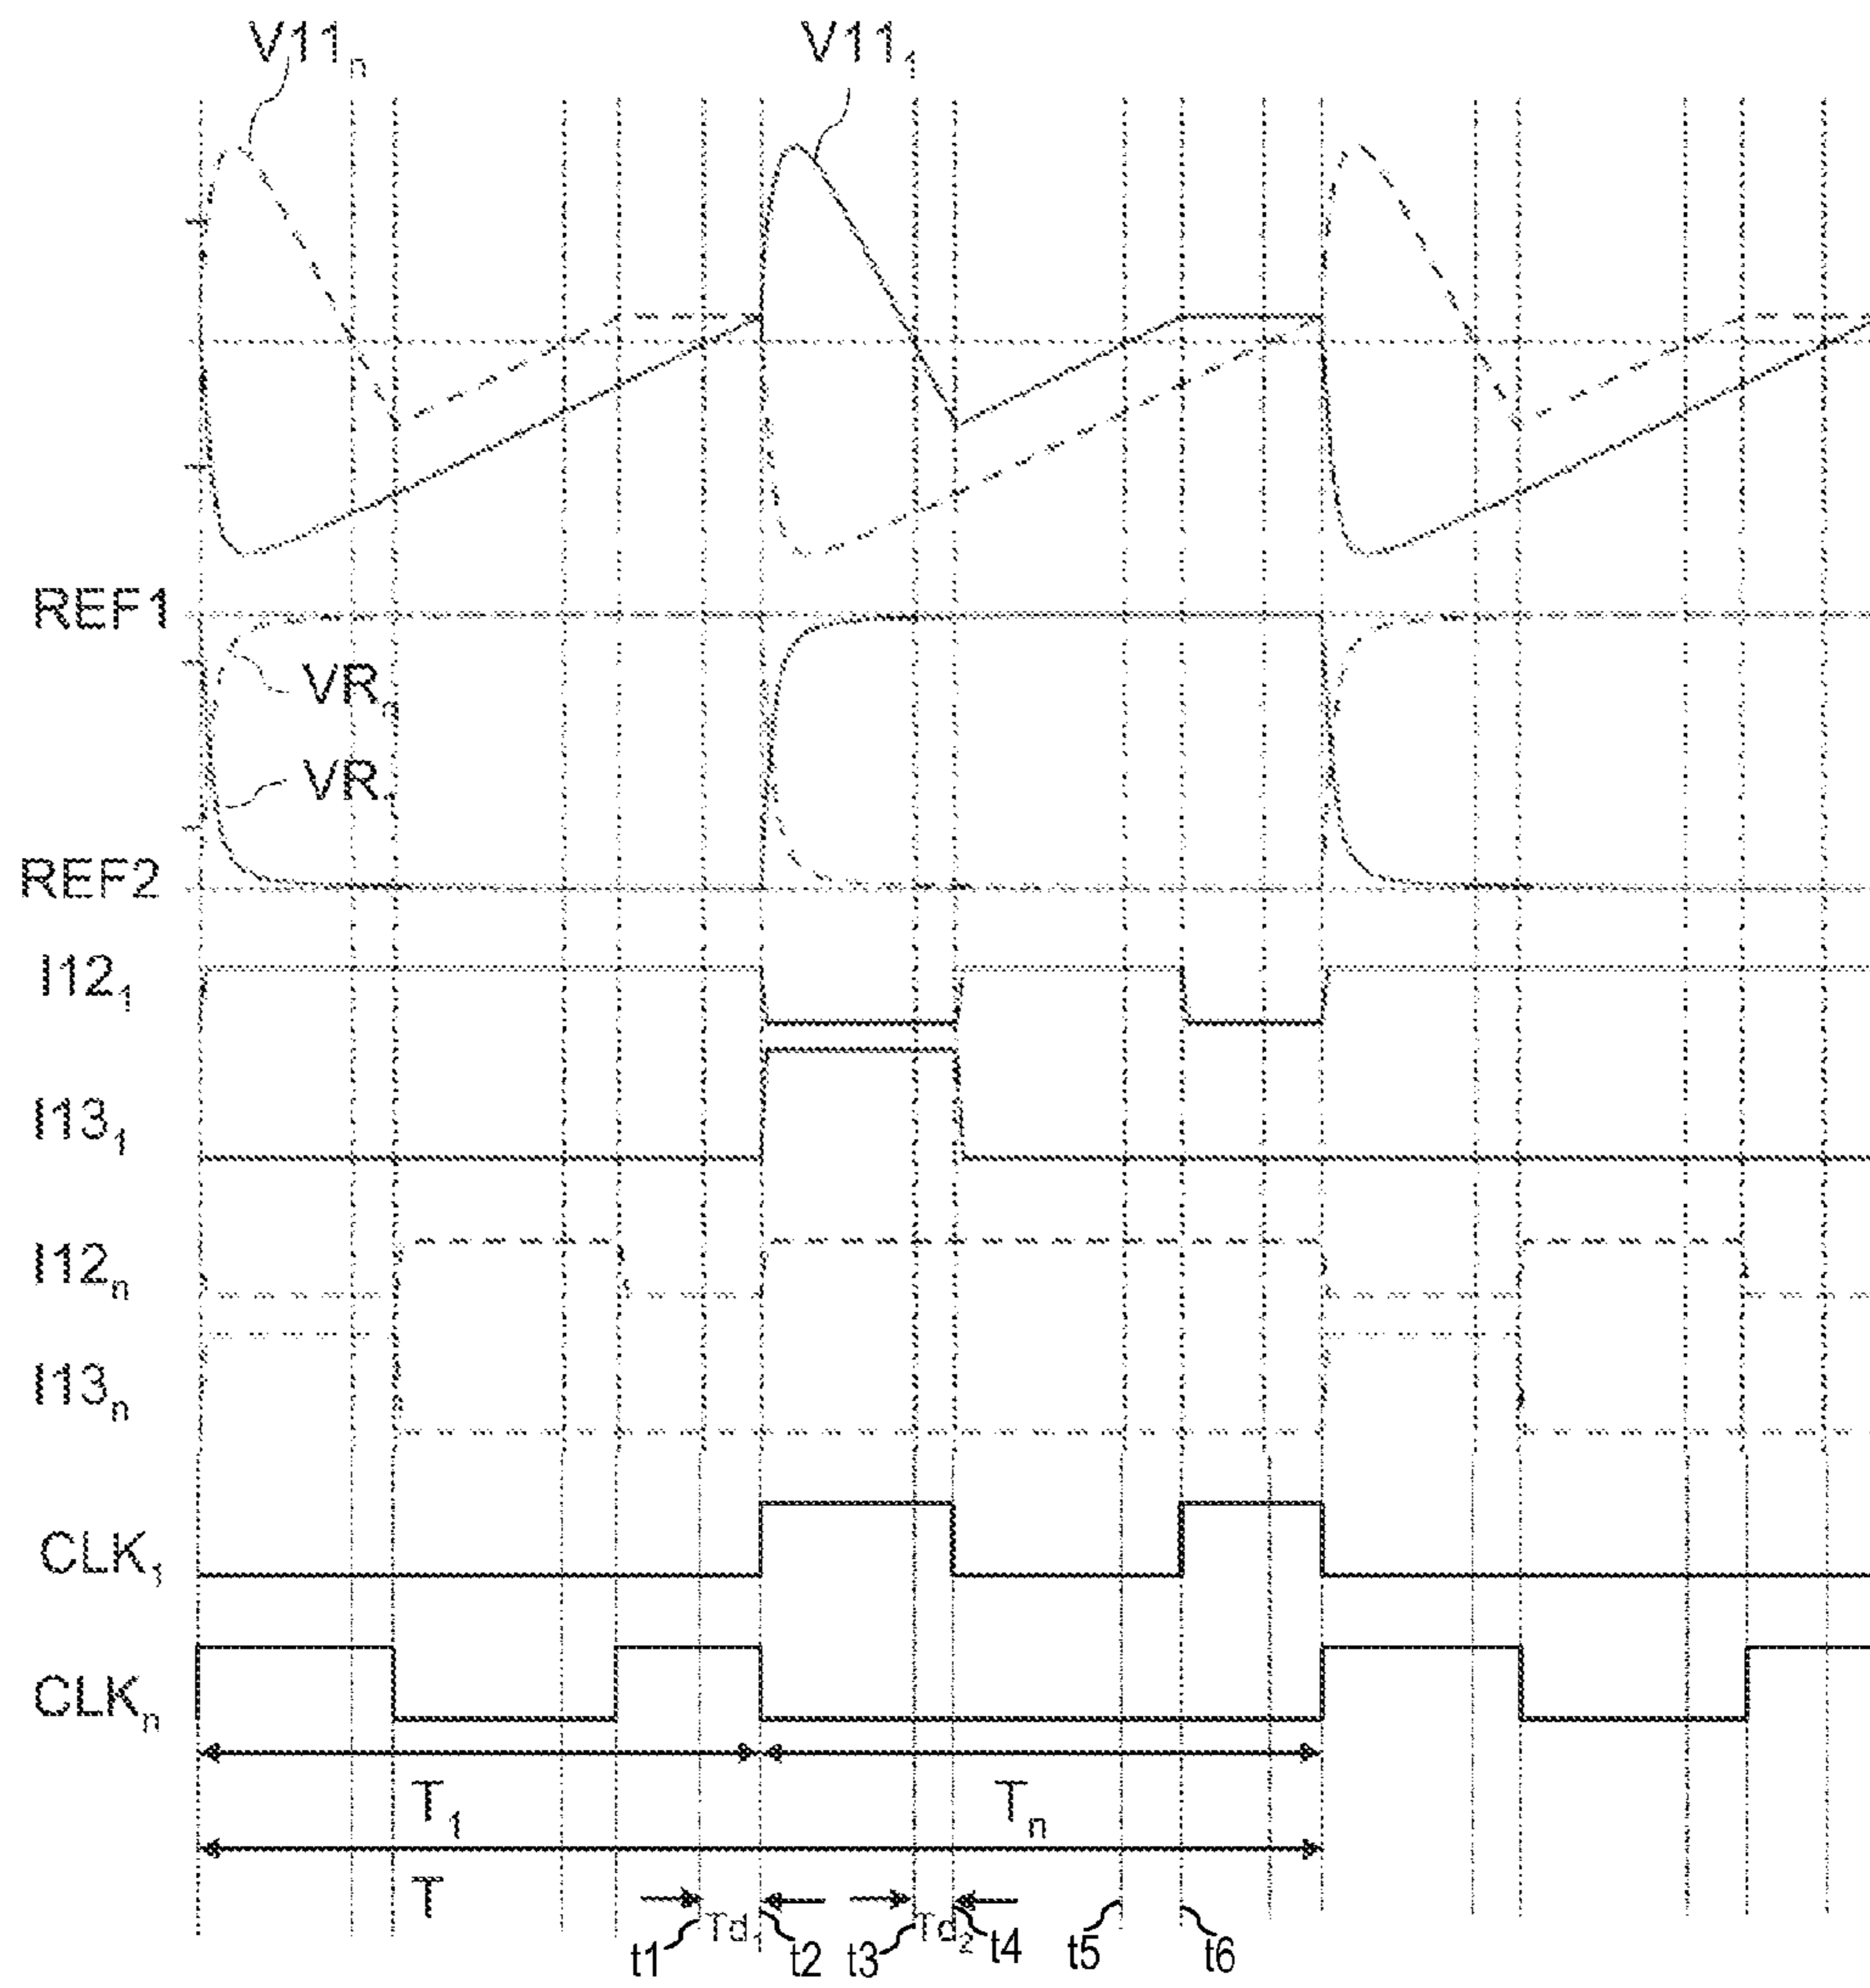 V11n V11₁
REF1
VRn
VR₁
REF2
I12₁
I13₁
I12n
I13n
CLK₁
CLKn
T₁ Tn
T
Td₁ Td₂
t1 t2 t3 t4 t5 t6